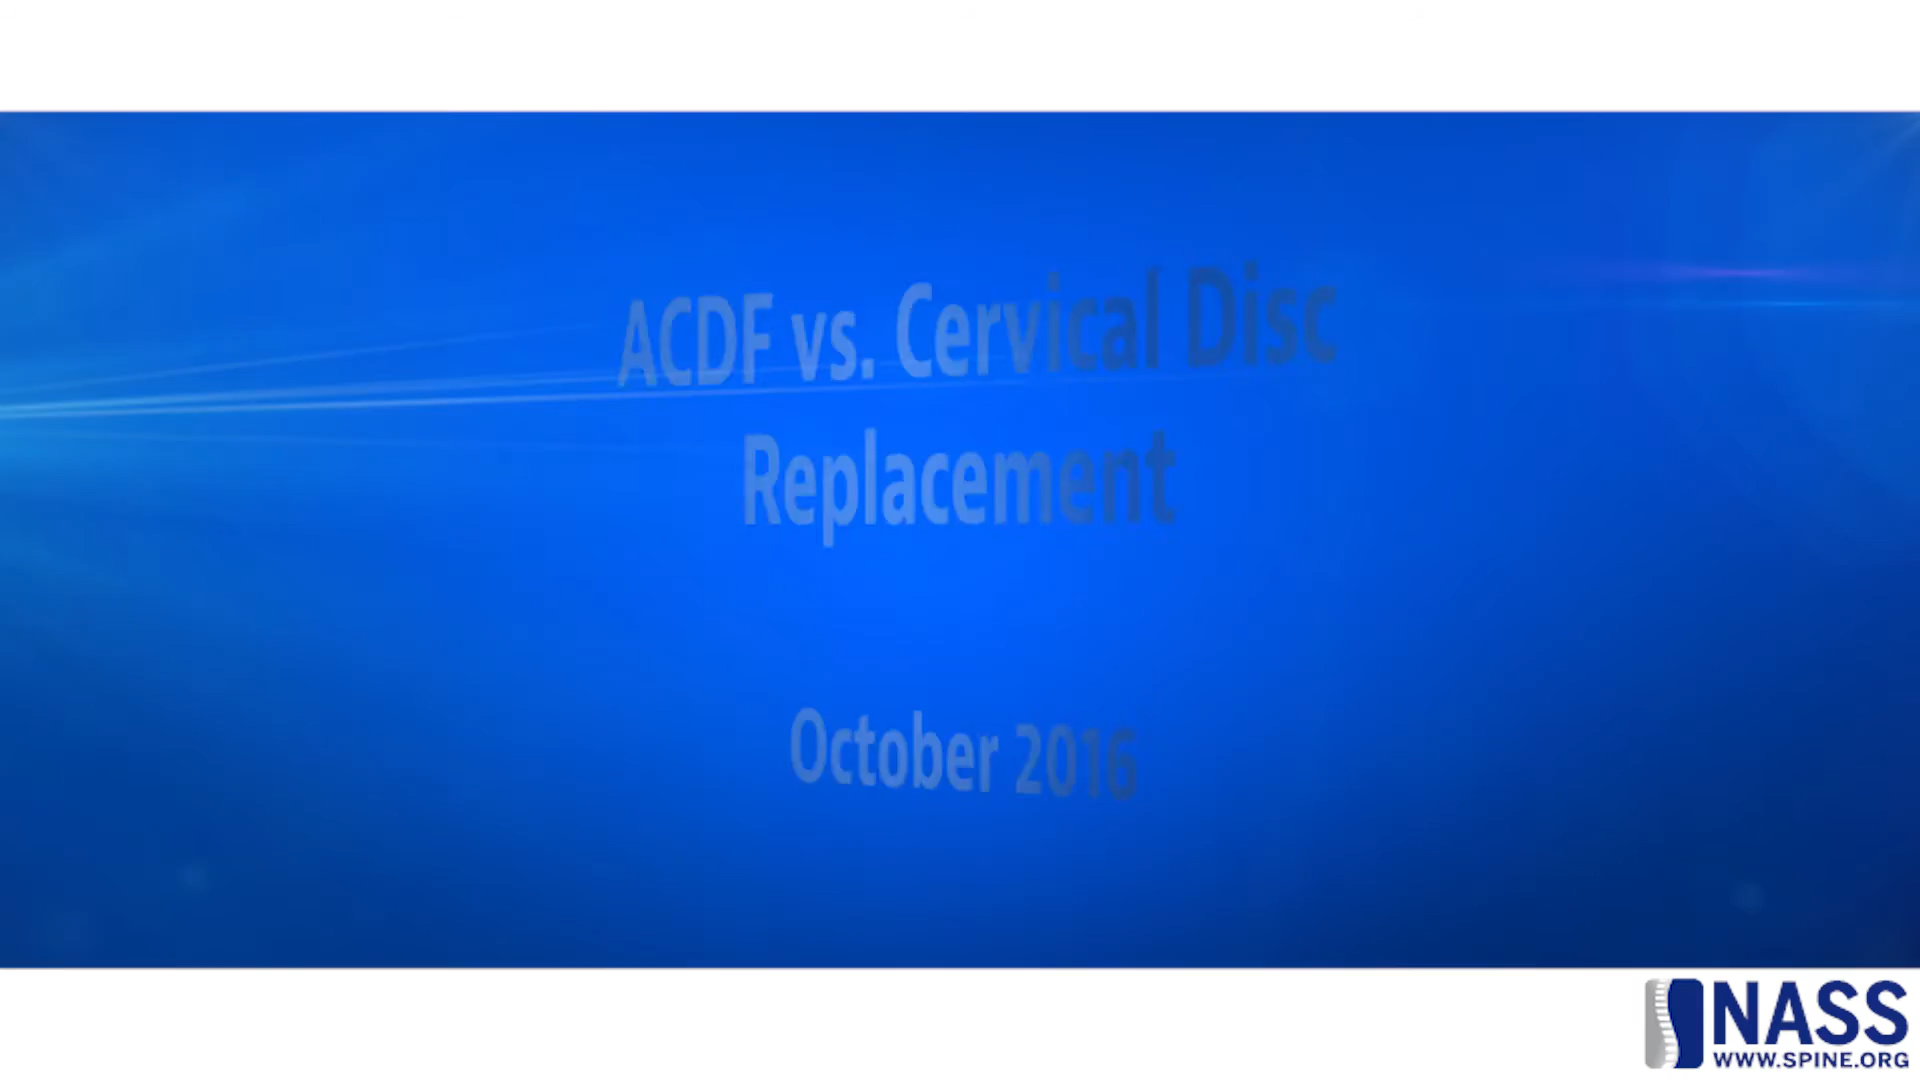 ACDF vs. Cervical Disc
Replacement
October 2016
NASS
WWW.SPINE.ORG